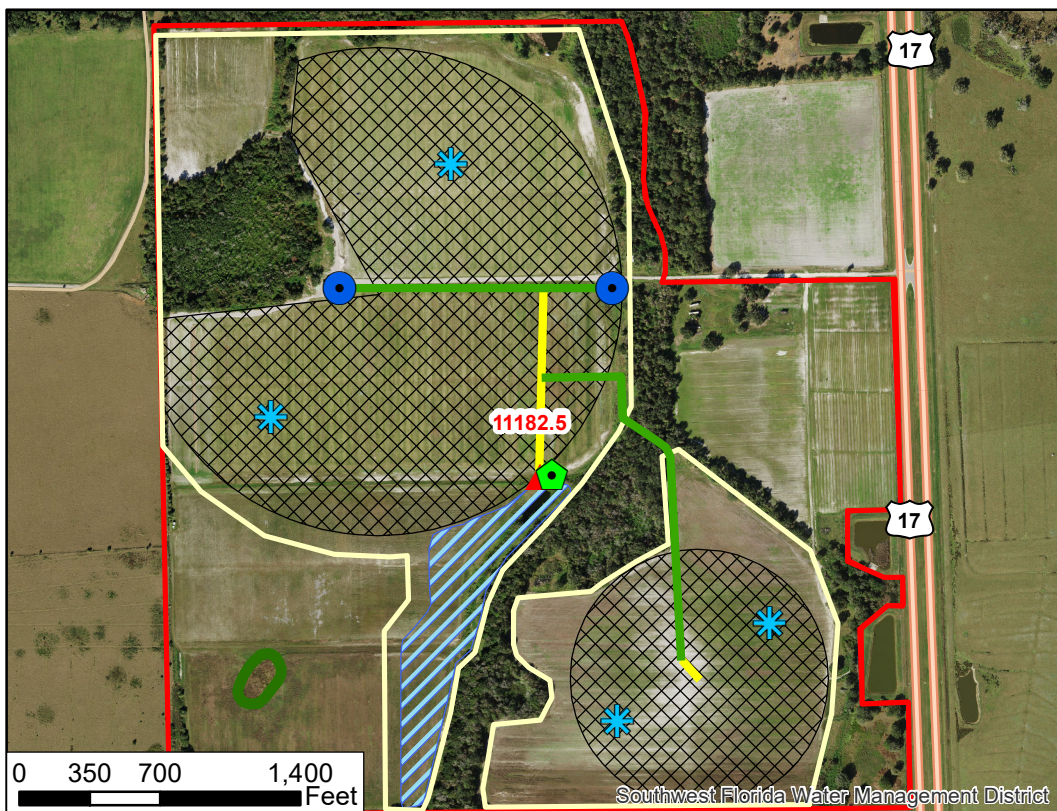 17
11182.5
17
0 350 700 1,400
Feet
Southwest Florida Water Management District